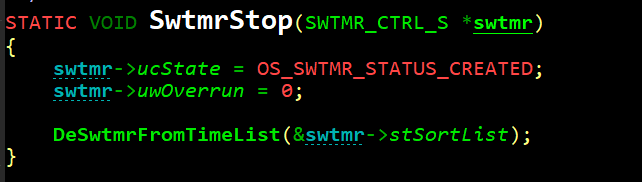 STATIC VOID SwtmrStop(SWTMR_CTRL_S *swtmr)
{
    swtmr->ucState = OS_SWTMR_STATUS_CREATED;
    swtmr->uwOverrun = 0;

    DeSwtmrFromTimeList(&swtmr->stSortList);
}